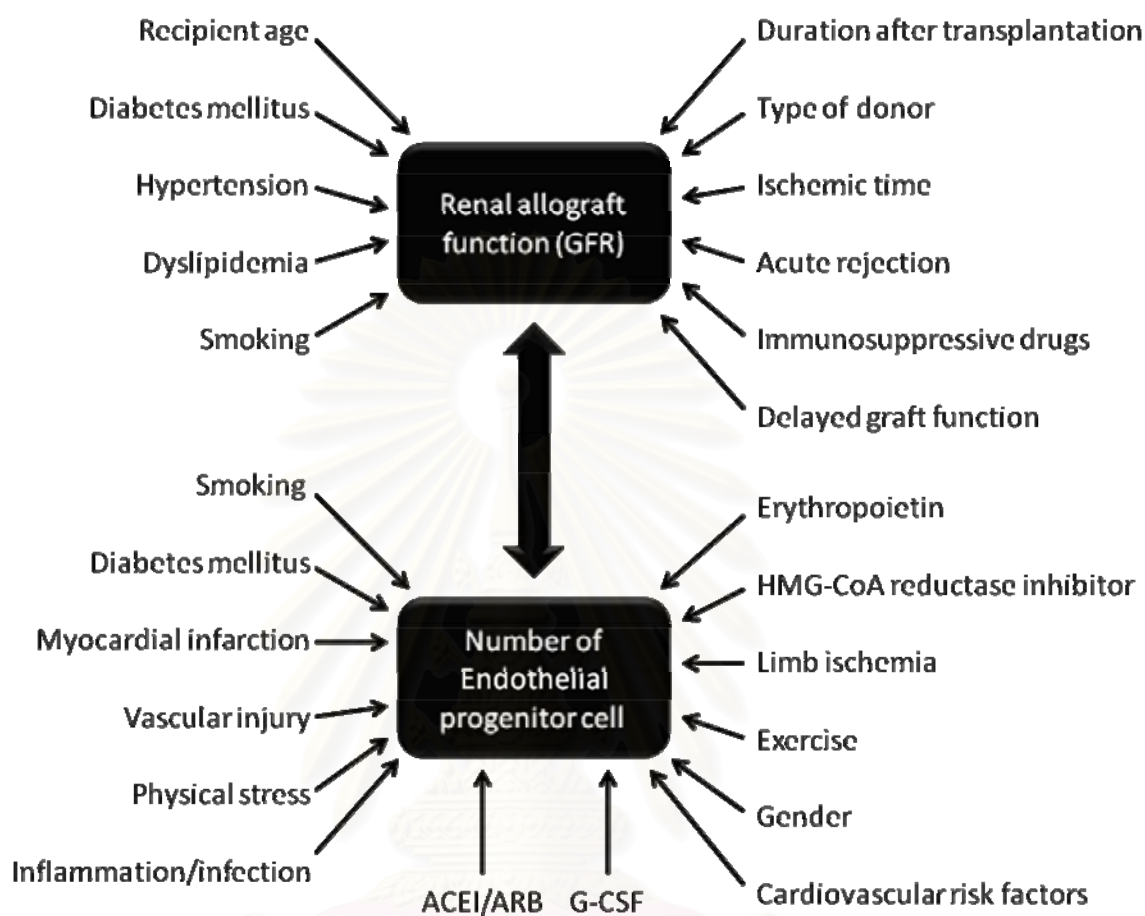 Recipient age
Diabetes mellitus
Hypertension
Dyslipidemia
Smoking
Renal allograft
function (GFR)
Duration after transplantation
Type of donor
Ischemic time
Acute rejection
Immunosuppressive drugs
Delayed graft function
Smoking
Diabetes mellitus
Myocardial infarction
Vascular injury
Physical stress
Inflammation/infection
Number of
Endothelial
progenitor cell
Erythropoietin
HMG-CoA reductase inhibitor
Limb ischemia
Exercise
Gender
Cardiovascular risk factors
ACEI/ARB
G-CSF